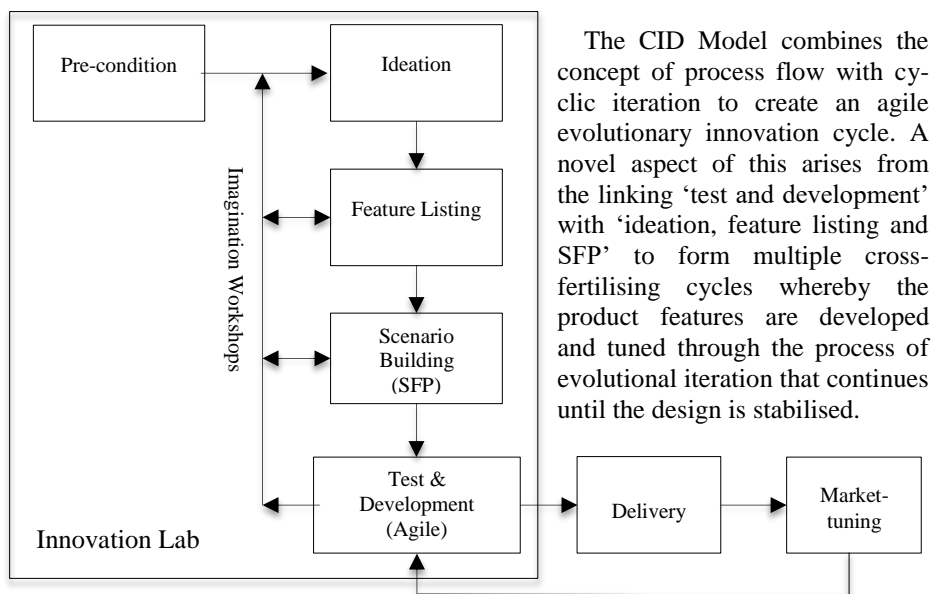 Pre-condition
Ideation
Feature Listing
Imagination Workshops
Scenario
Building
(SFP)
Test &
Development
(Agile)
Innovation Lab
Delivery
Market-
tuning
The CID Model combines the
concept of process flow with cy-
clic iteration to create an agile
evolutionary innovation cycle. A
novel aspect of this arises from
the linking ‘test and development’
with ‘ideation, feature listing and
SFP’ to form multiple cross-
fertilising cycles whereby the
product features are developed
and tuned through the process of
evolutional iteration that continues
until the design is stabilised.